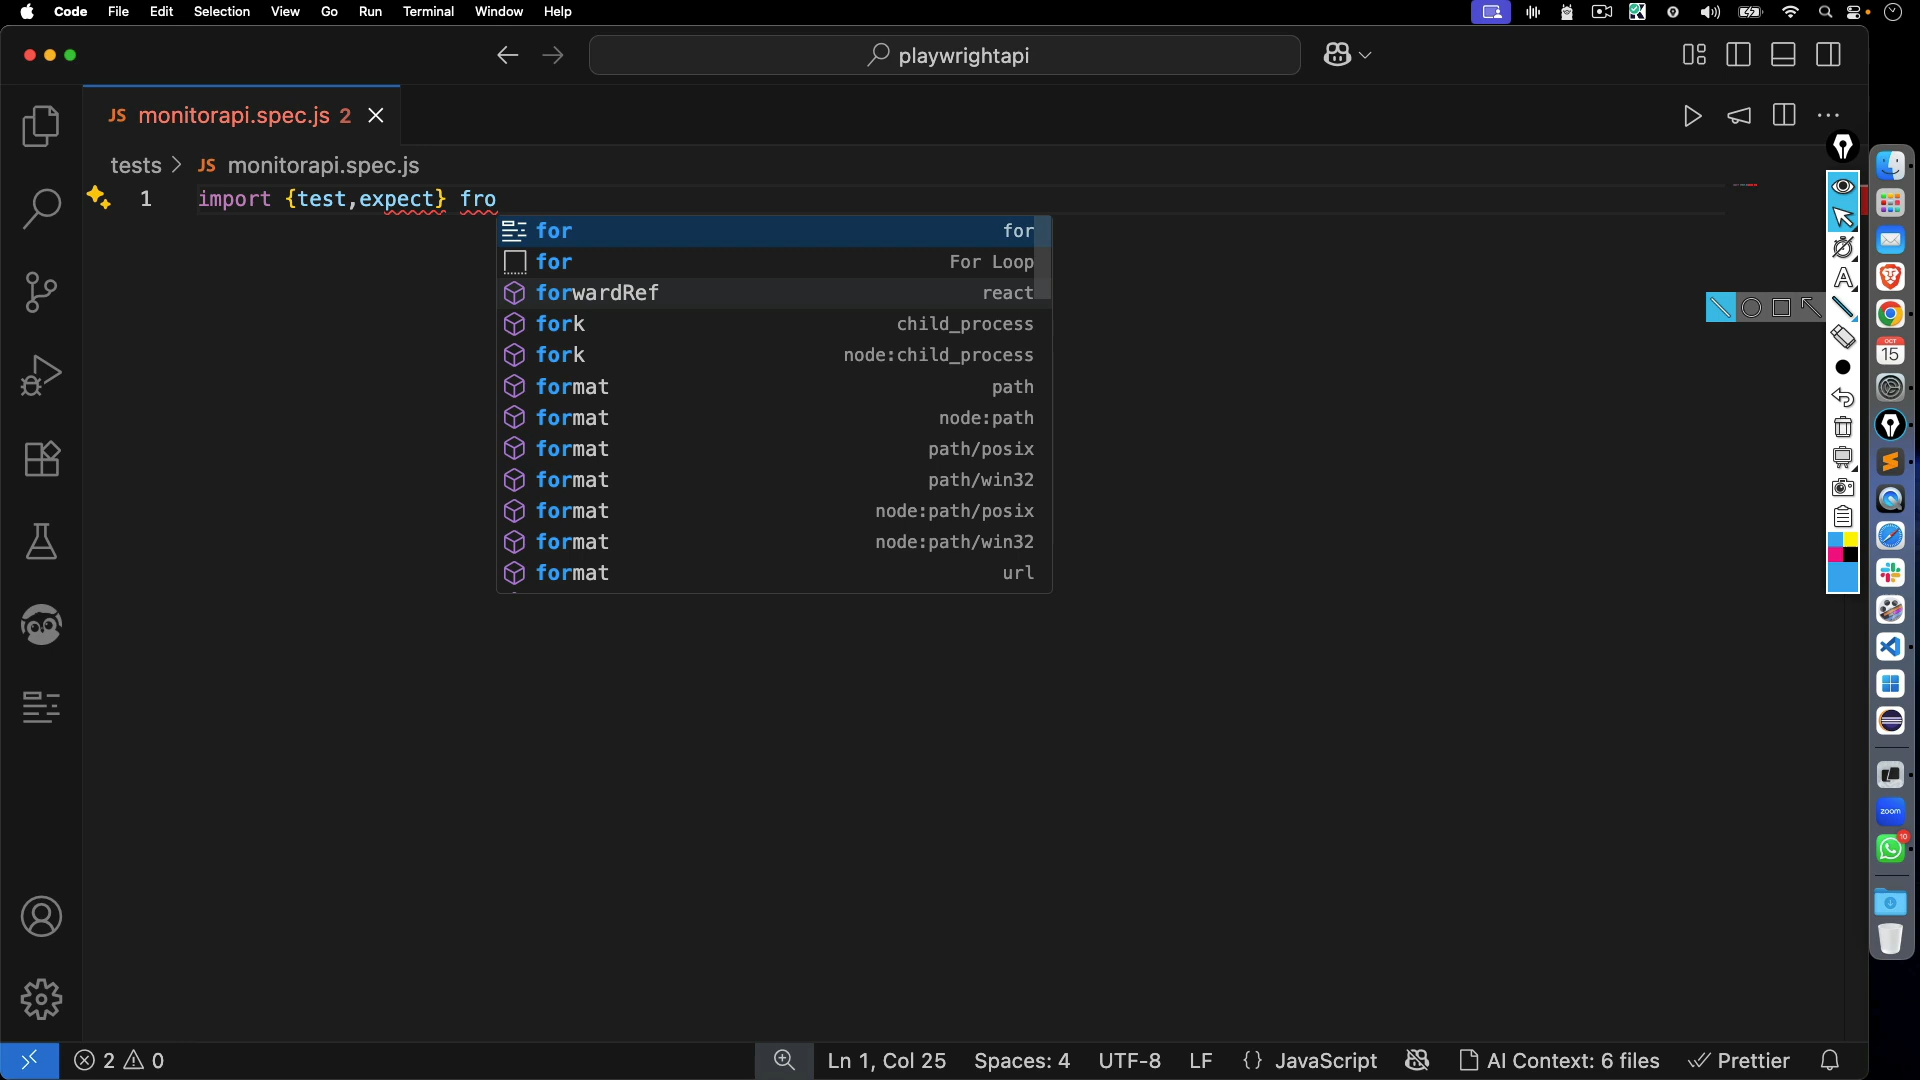 Code File Edit Selection View Go Run Terminal Window Help
playwrightapi
JS monitorapi.spec.js 2
tests > JS monitorapi.spec.js
1 import {test,expect} fro
for for
for For Loop
forwardRef react
fork child_process
fork node:child_process
format path
format node:path
format path/posix
format path/win32
format node:path/posix
format node:path/win32
format url
A
OCT
15
zoom
10
2 0
Ln 1, Col 25 Spaces: 4 UTF-8 LF {} JavaScript AI Context: 6 files Prettier